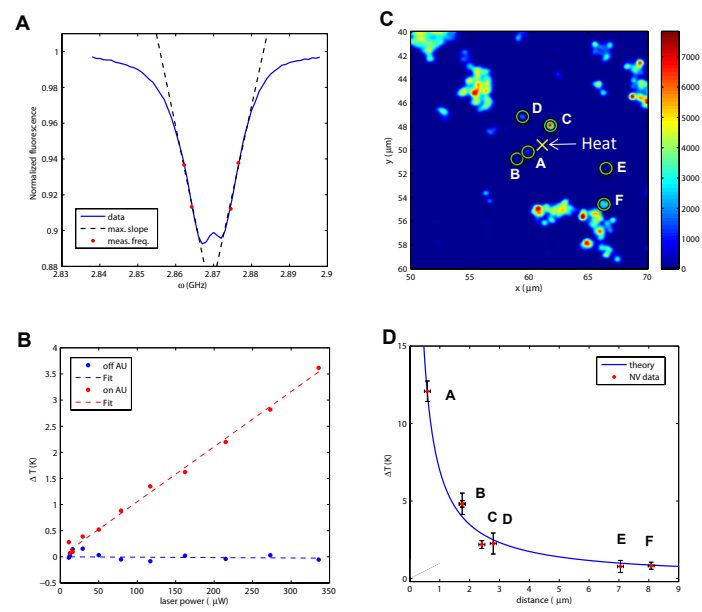 A
1
0.98
0.96
0.94
0.92
0.9
0.88
Normalized fluorescence
data
max. slope
meas. freq.
2.83 2.84 2.85 2.86 2.87 2.88 2.89 2.9
ω (GHz)
C
40
42
44
46
48
50
52
54
56
58
60
y (µm)
D
C
Heat
A
B
E
F
50 55 60 65 70
x (µm)
7000
6000
5000
4000
3000
2000
1000
0
B
4
3.5
3
2.5
2
1.5
1
0.5
0
−0.5
Δ T (K)
off AU
Fit
on AU
Fit
0 50 100 150 200 250 300 350
laser power ( µW)
D
15
10
5
0
ΔT (K)
theory
NV data
A
B
C D
E F
0 1 2 3 4 5 6 7 8 9
distance ( µm)